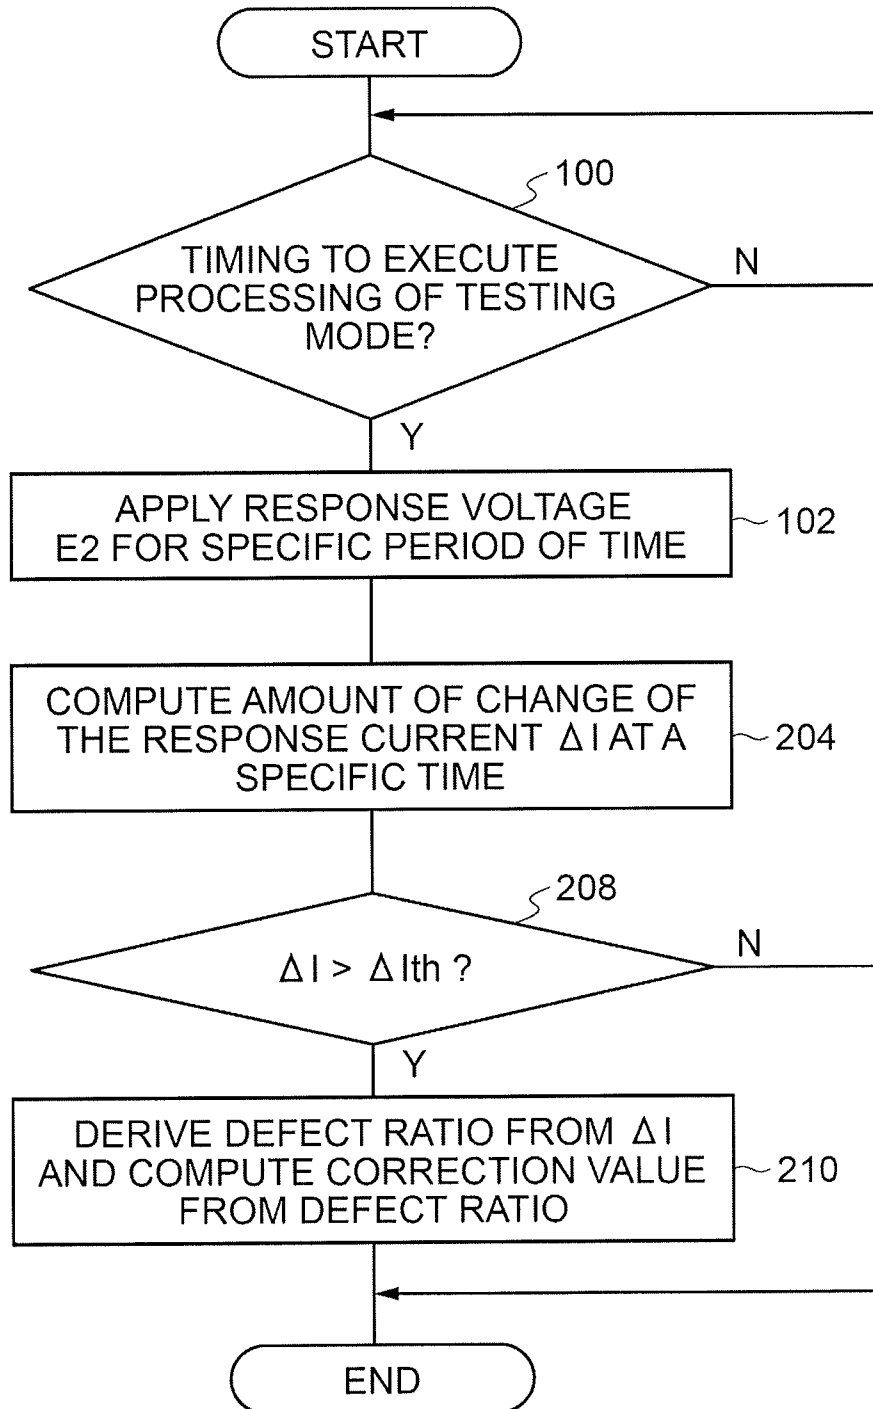 START
100
TIMING TO EXECUTE
PROCESSING OF TESTING
MODE?
N
Y
APPLY RESPONSE VOLTAGE
E2 FOR SPECIFIC PERIOD OF TIME
102
COMPUTE AMOUNT OF CHANGE OF
THE RESPONSE CURRENT ΔI AT A
SPECIFIC TIME
204
208
ΔI > ΔIth ?
N
Y
DERIVE DEFECT RATIO FROM ΔI
AND COMPUTE CORRECTION VALUE
FROM DEFECT RATIO
210
END